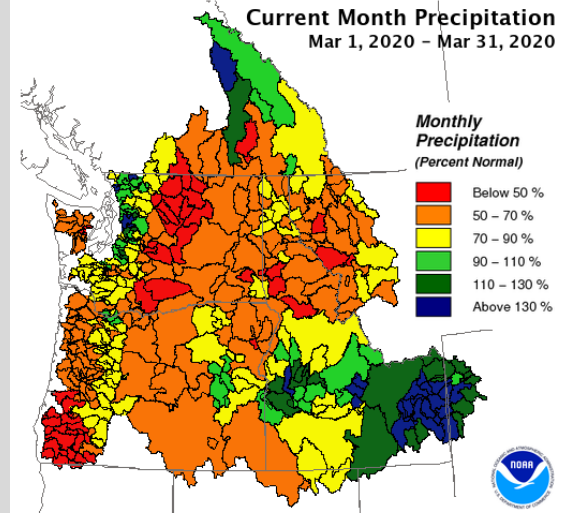 Current Month Precipitation
Mar 1, 2020 – Mar 31, 2020
Monthly
Precipitation
(Percent Normal)
Below 50 %
50 – 70 %
70 – 90 %
90 – 110 %
110 – 130 %
Above 130 %
NOAA